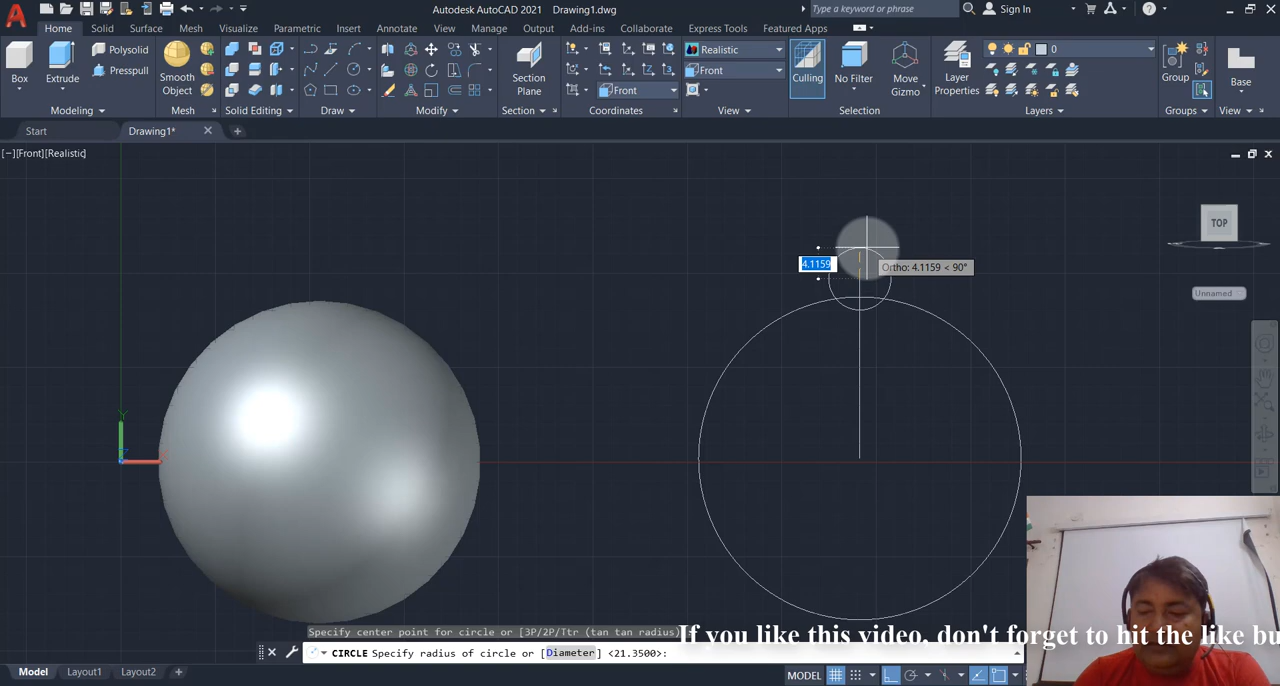 Autodesk AutoCAD 2021 Drawing1.dwg
Type a keyword or phrase
Sign In
Home Solid Surface Mesh Visualize Parametric Insert Annotate View Manage Output Add-ins Collaborate Express Tools Featured Apps
Box
Extrude
Polysolid
Presspull
Smooth
Object
Section
Plane
Realistic
Front
Front
Culling
No Filter
Move
Gizmo
Layer
Properties
0
Group
Base
Modeling
Mesh
Solid Editing
Draw
Modify
Section
Coordinates
View
Selection
Layers
Groups
View
Start
Drawing1*
[−][Front][Realistic]
TOP
Unnamed
4.1159
Ortho: 4.1159 < 90°
Y
Specify center point for circle or [3P/2P/Ttr (tan tan radius)
If you like this video, don't forget to hit the like bu
CIRCLE Specify radius of circle or [Diameter] <21.3500>:
Model Layout1 Layout2
MODEL